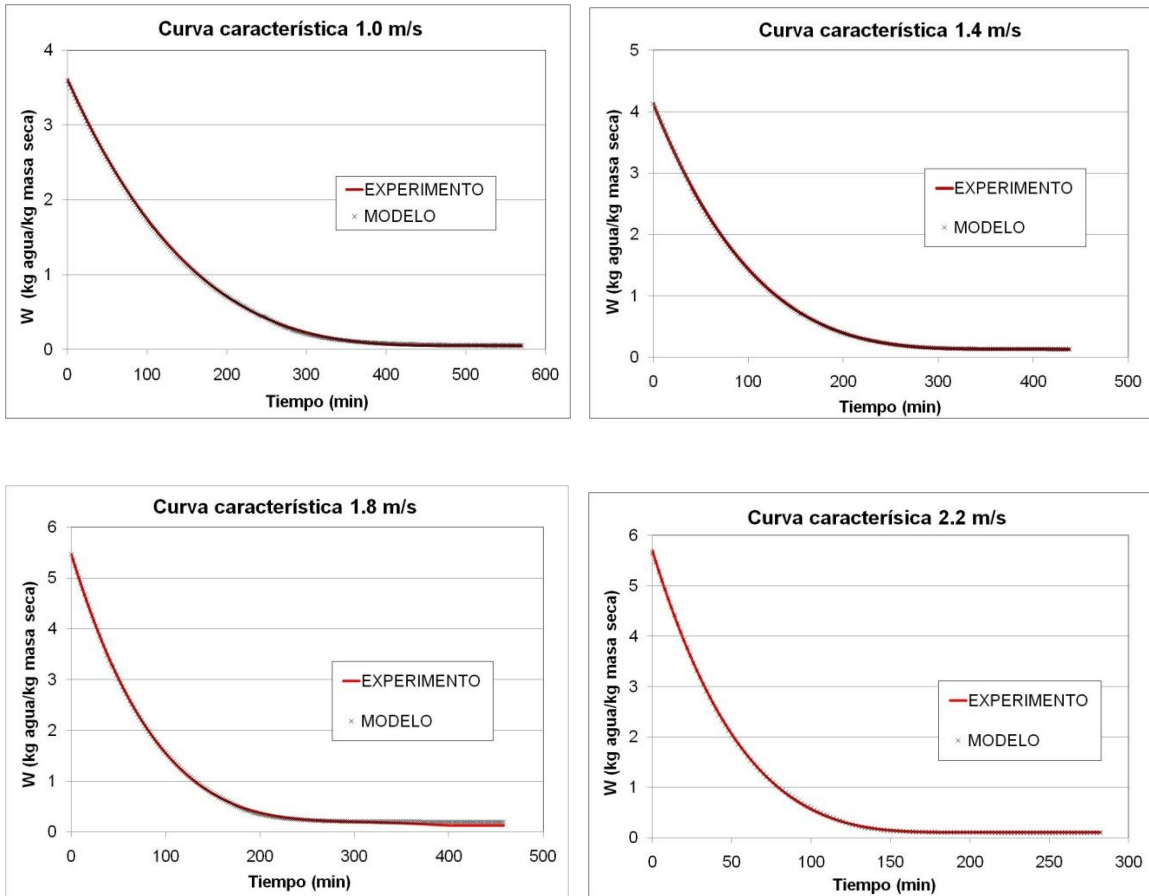 Curva característica 1.0 m/s
W (kg agua/kg masa seca)
4
3
2
1
0
EXPERIMENTO
MODELO
0 100 200 300 400 500 600
Tiempo (min)
Curva característica 1.4 m/s
W (kg agua/kg masa seca)
5
4
3
2
1
0
EXPERIMENTO
MODELO
0 100 200 300 400 500
Tiempo (min)
Curva característica 1.8 m/s
W (kg agua/kg masa seca)
6
5
4
3
2
1
0
EXPERIMENTO
MODELO
0 100 200 300 400 500
Tiempo (min)
Curva caracterísica 2.2 m/s
W (kg agua/kg masa seca)
6
5
4
3
2
1
0
EXPERIMENTO
MODELO
0 50 100 150 200 250 300
Tiempo (min)